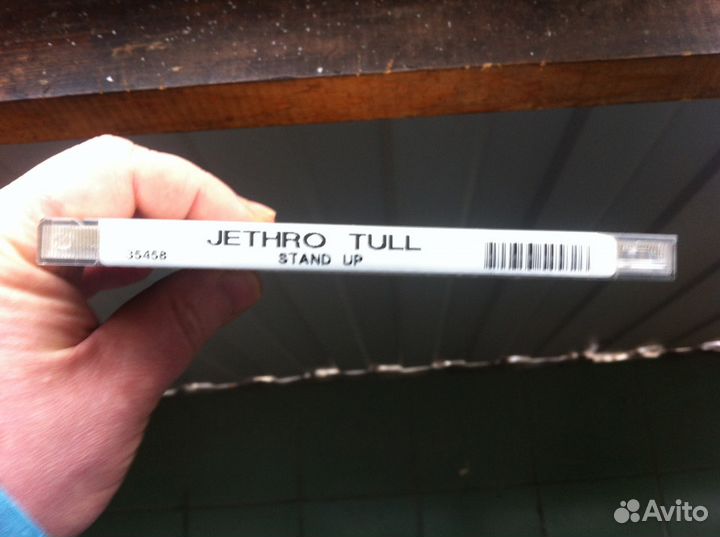 JETHRO TULL
35458 STAND UP
Avito